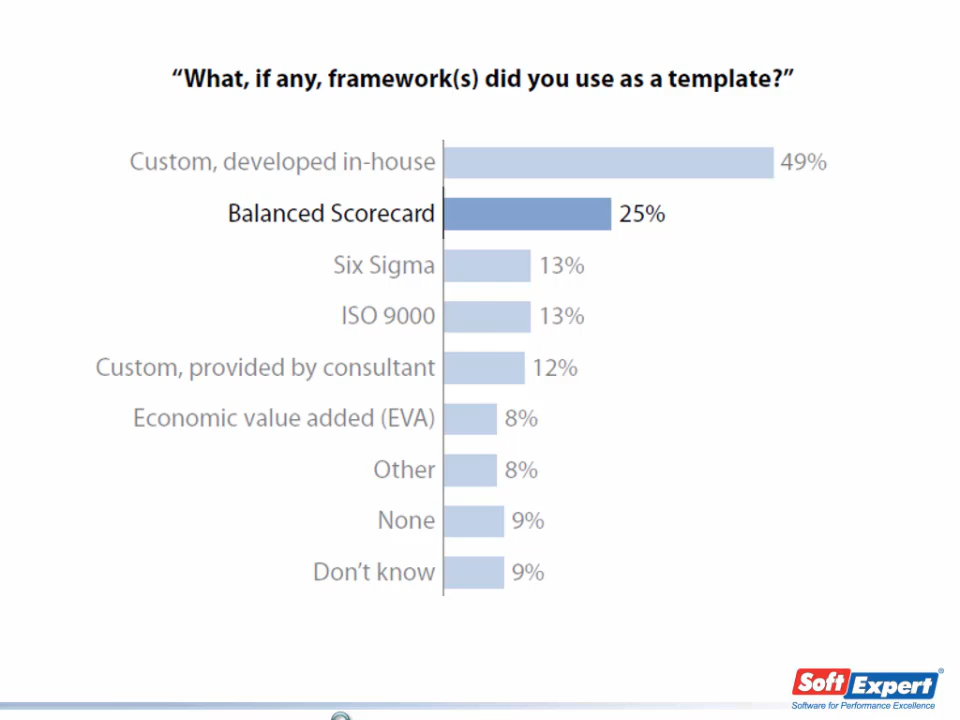 “What, if any, framework(s) did you use as a template?”
Custom, developed in-house 49%
Balanced Scorecard 25%
Six Sigma 13%
ISO 9000 13%
Custom, provided by consultant 12%
Economic value added (EVA) 8%
Other 8%
None 9%
Don’t know 9%
Soft Expert®
Software for Performance Excellence